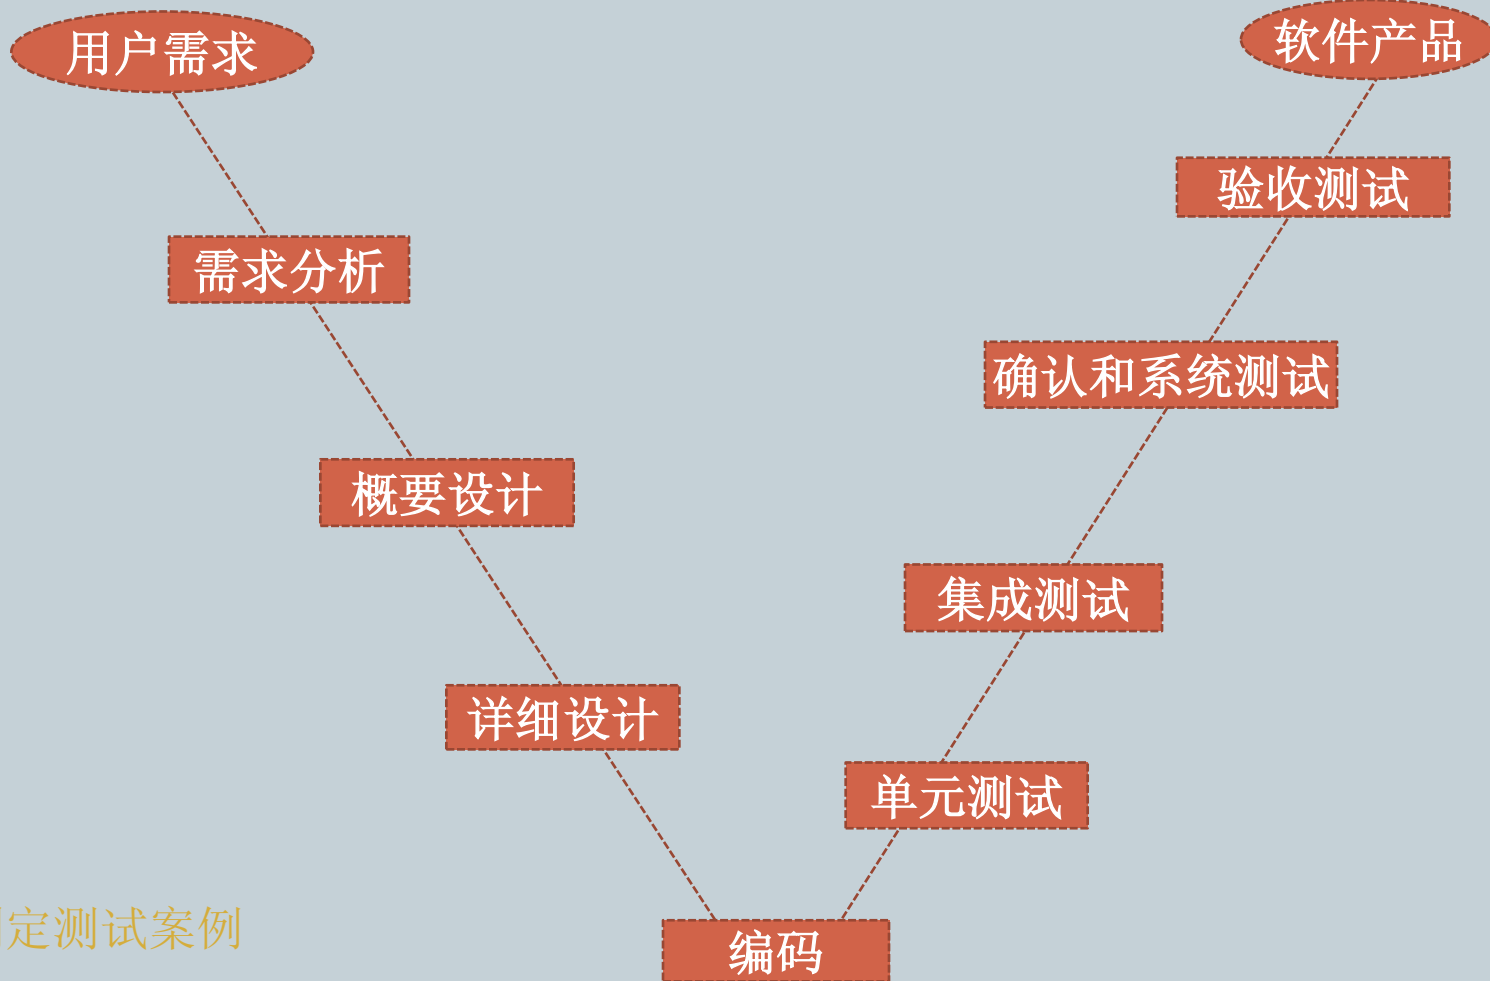 用户需求
软件产品
验收测试
需求分析
确认和系统测试
概要设计
集成测试
详细设计
单元测试
定测试案例
编码